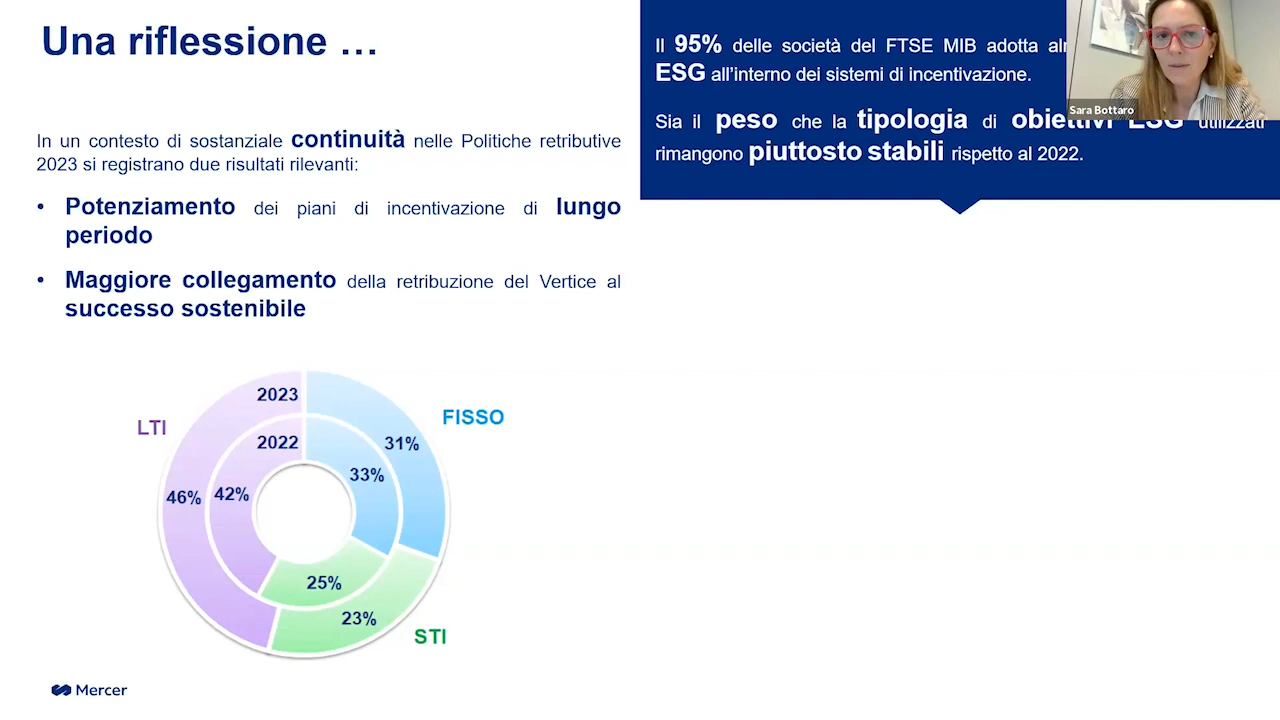 Una riflessione …
In un contesto di sostanziale continuità nelle Politiche retributive
2023 si registrano due risultati rilevanti:
• Potenziamento dei piani di incentivazione di lungo
periodo
• Maggiore collegamento della retribuzione del Vertice al
successo sostenibile
2023
2022
LTI
FISSO
31%
33%
46%
42%
25%
23%
STI
Mercer
Il 95% delle società del FTSE MIB adotta
ESG all'interno dei sistemi di incentivazione.
Sia il peso che la tipologia di obiettivi ESG utilizzati
rimangono piuttosto stabili rispetto al 2022.
Sara Bottaro